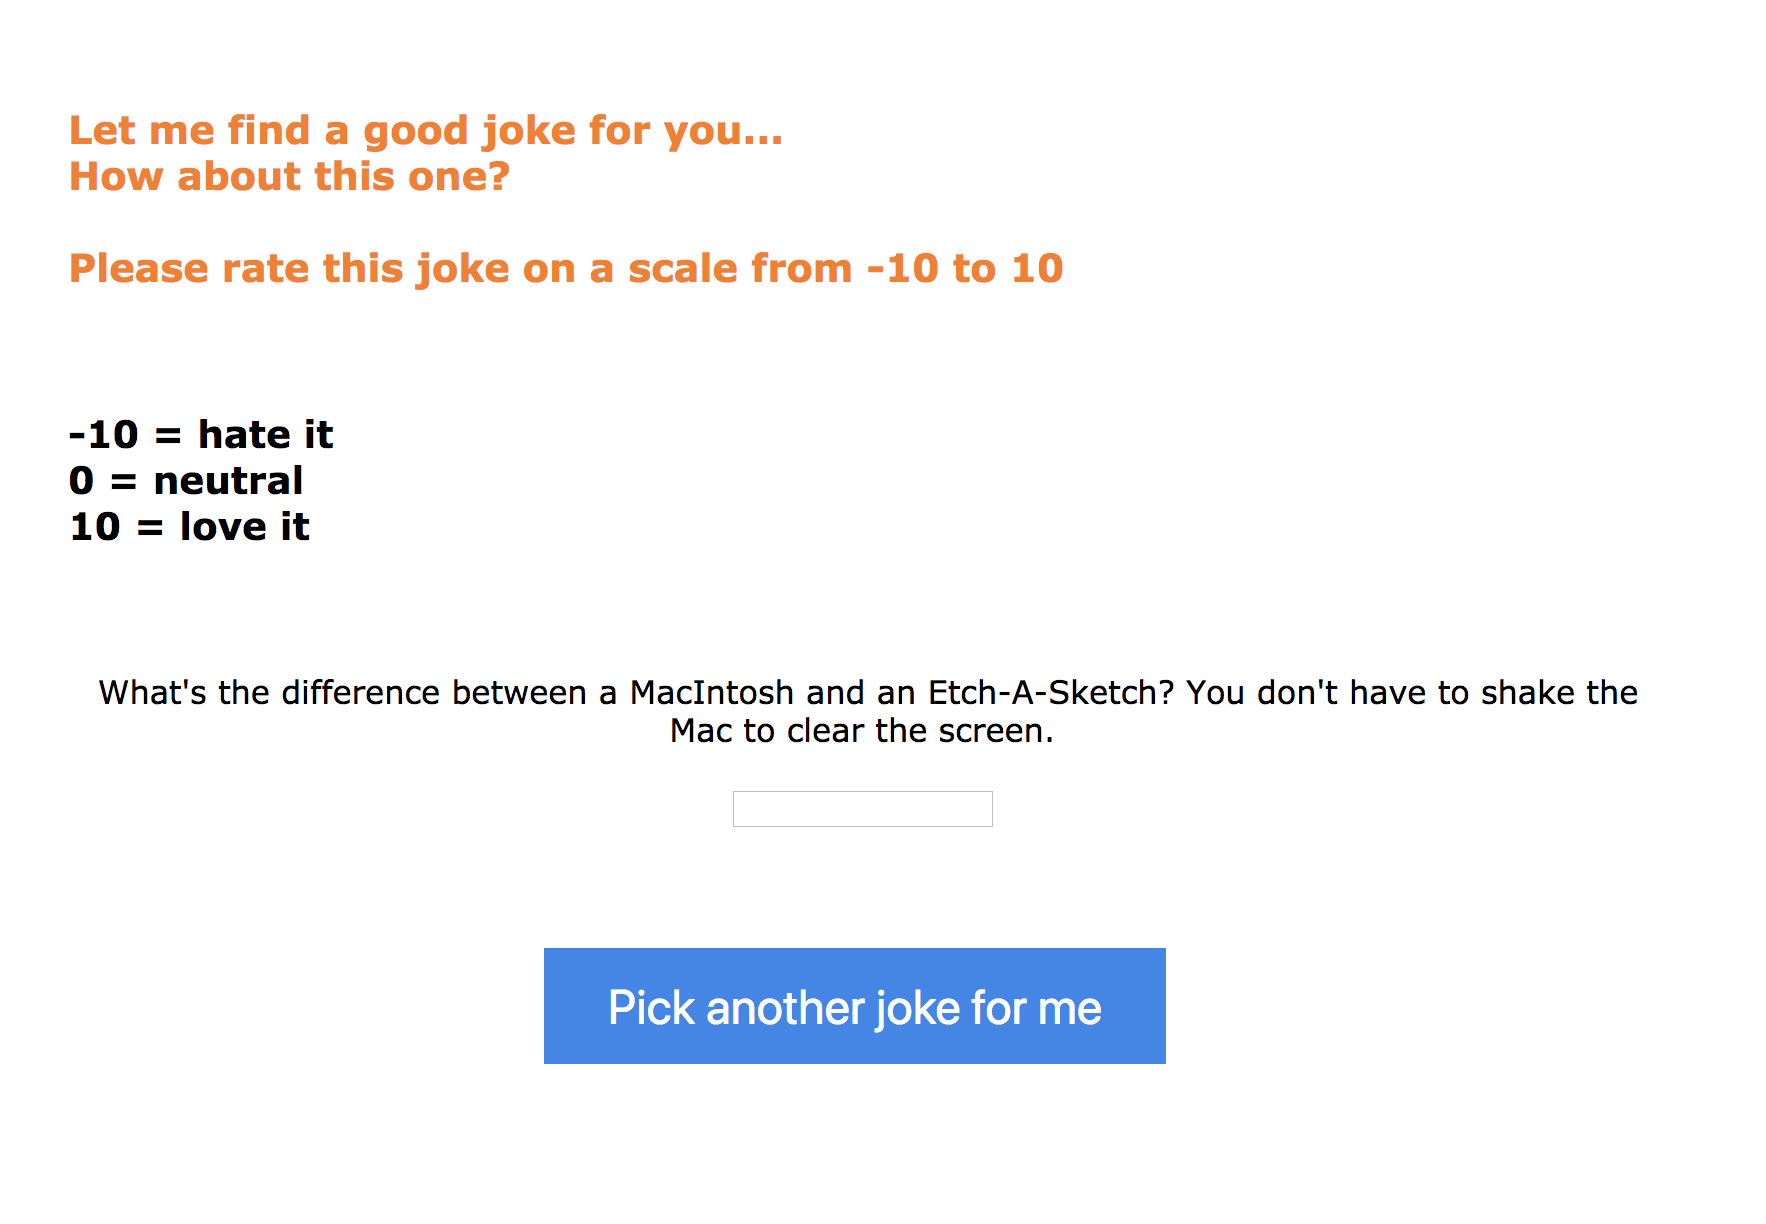 Let me find a good joke for you...
How about this one?
Please rate this joke on a scale from -10 to 10
-10 = hate it
0 = neutral
10 = love it
What's the difference between a MacIntosh and an Etch-A-Sketch? You don't have to shake the
Mac to clear the screen.
Pick another joke for me